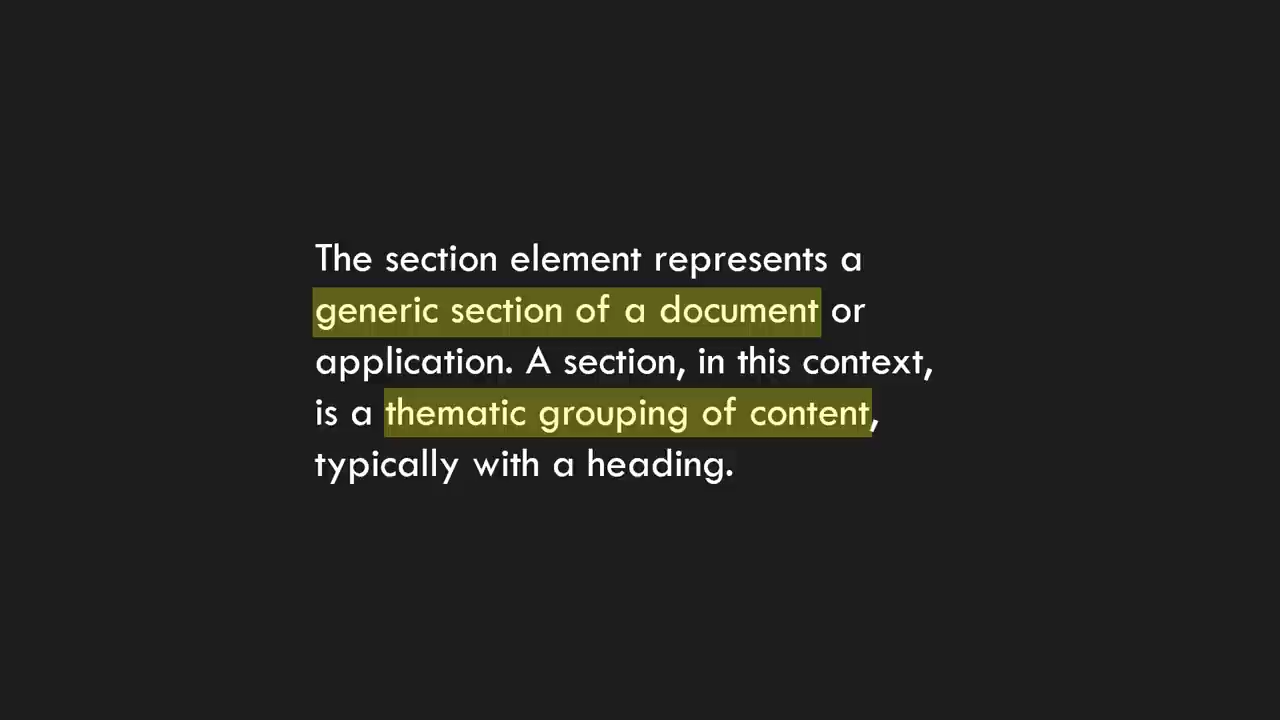 The section element represents a
generic section of a document or
application. A section, in this context,
is a thematic grouping of content,
typically with a heading.